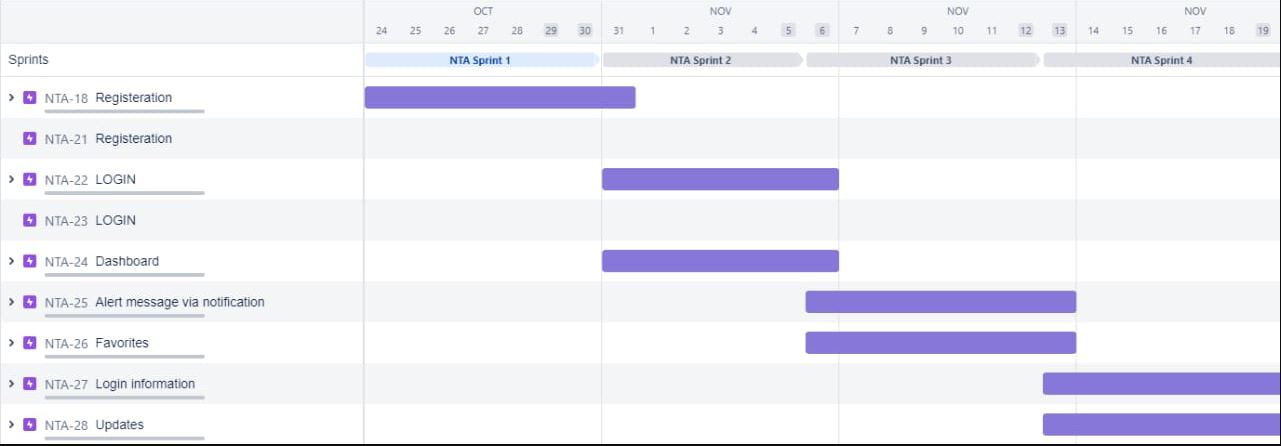 OCT NOV NOV NOV
24 25 26 27 28 29 30 31 1 2 3 4 5 6 7 8 9 10 11 12 13 14 15 16 17 18 19
Sprints NTA Sprint 1 NTA Sprint 2 NTA Sprint 3 NTA Sprint 4
NTA-18 Registeration
NTA-21 Registeration
NTA-22 LOGIN
NTA-23 LOGIN
NTA-24 Dashboard
NTA-25 Alert message via notification
NTA-26 Favorites
NTA-27 Login information
NTA-28 Updates